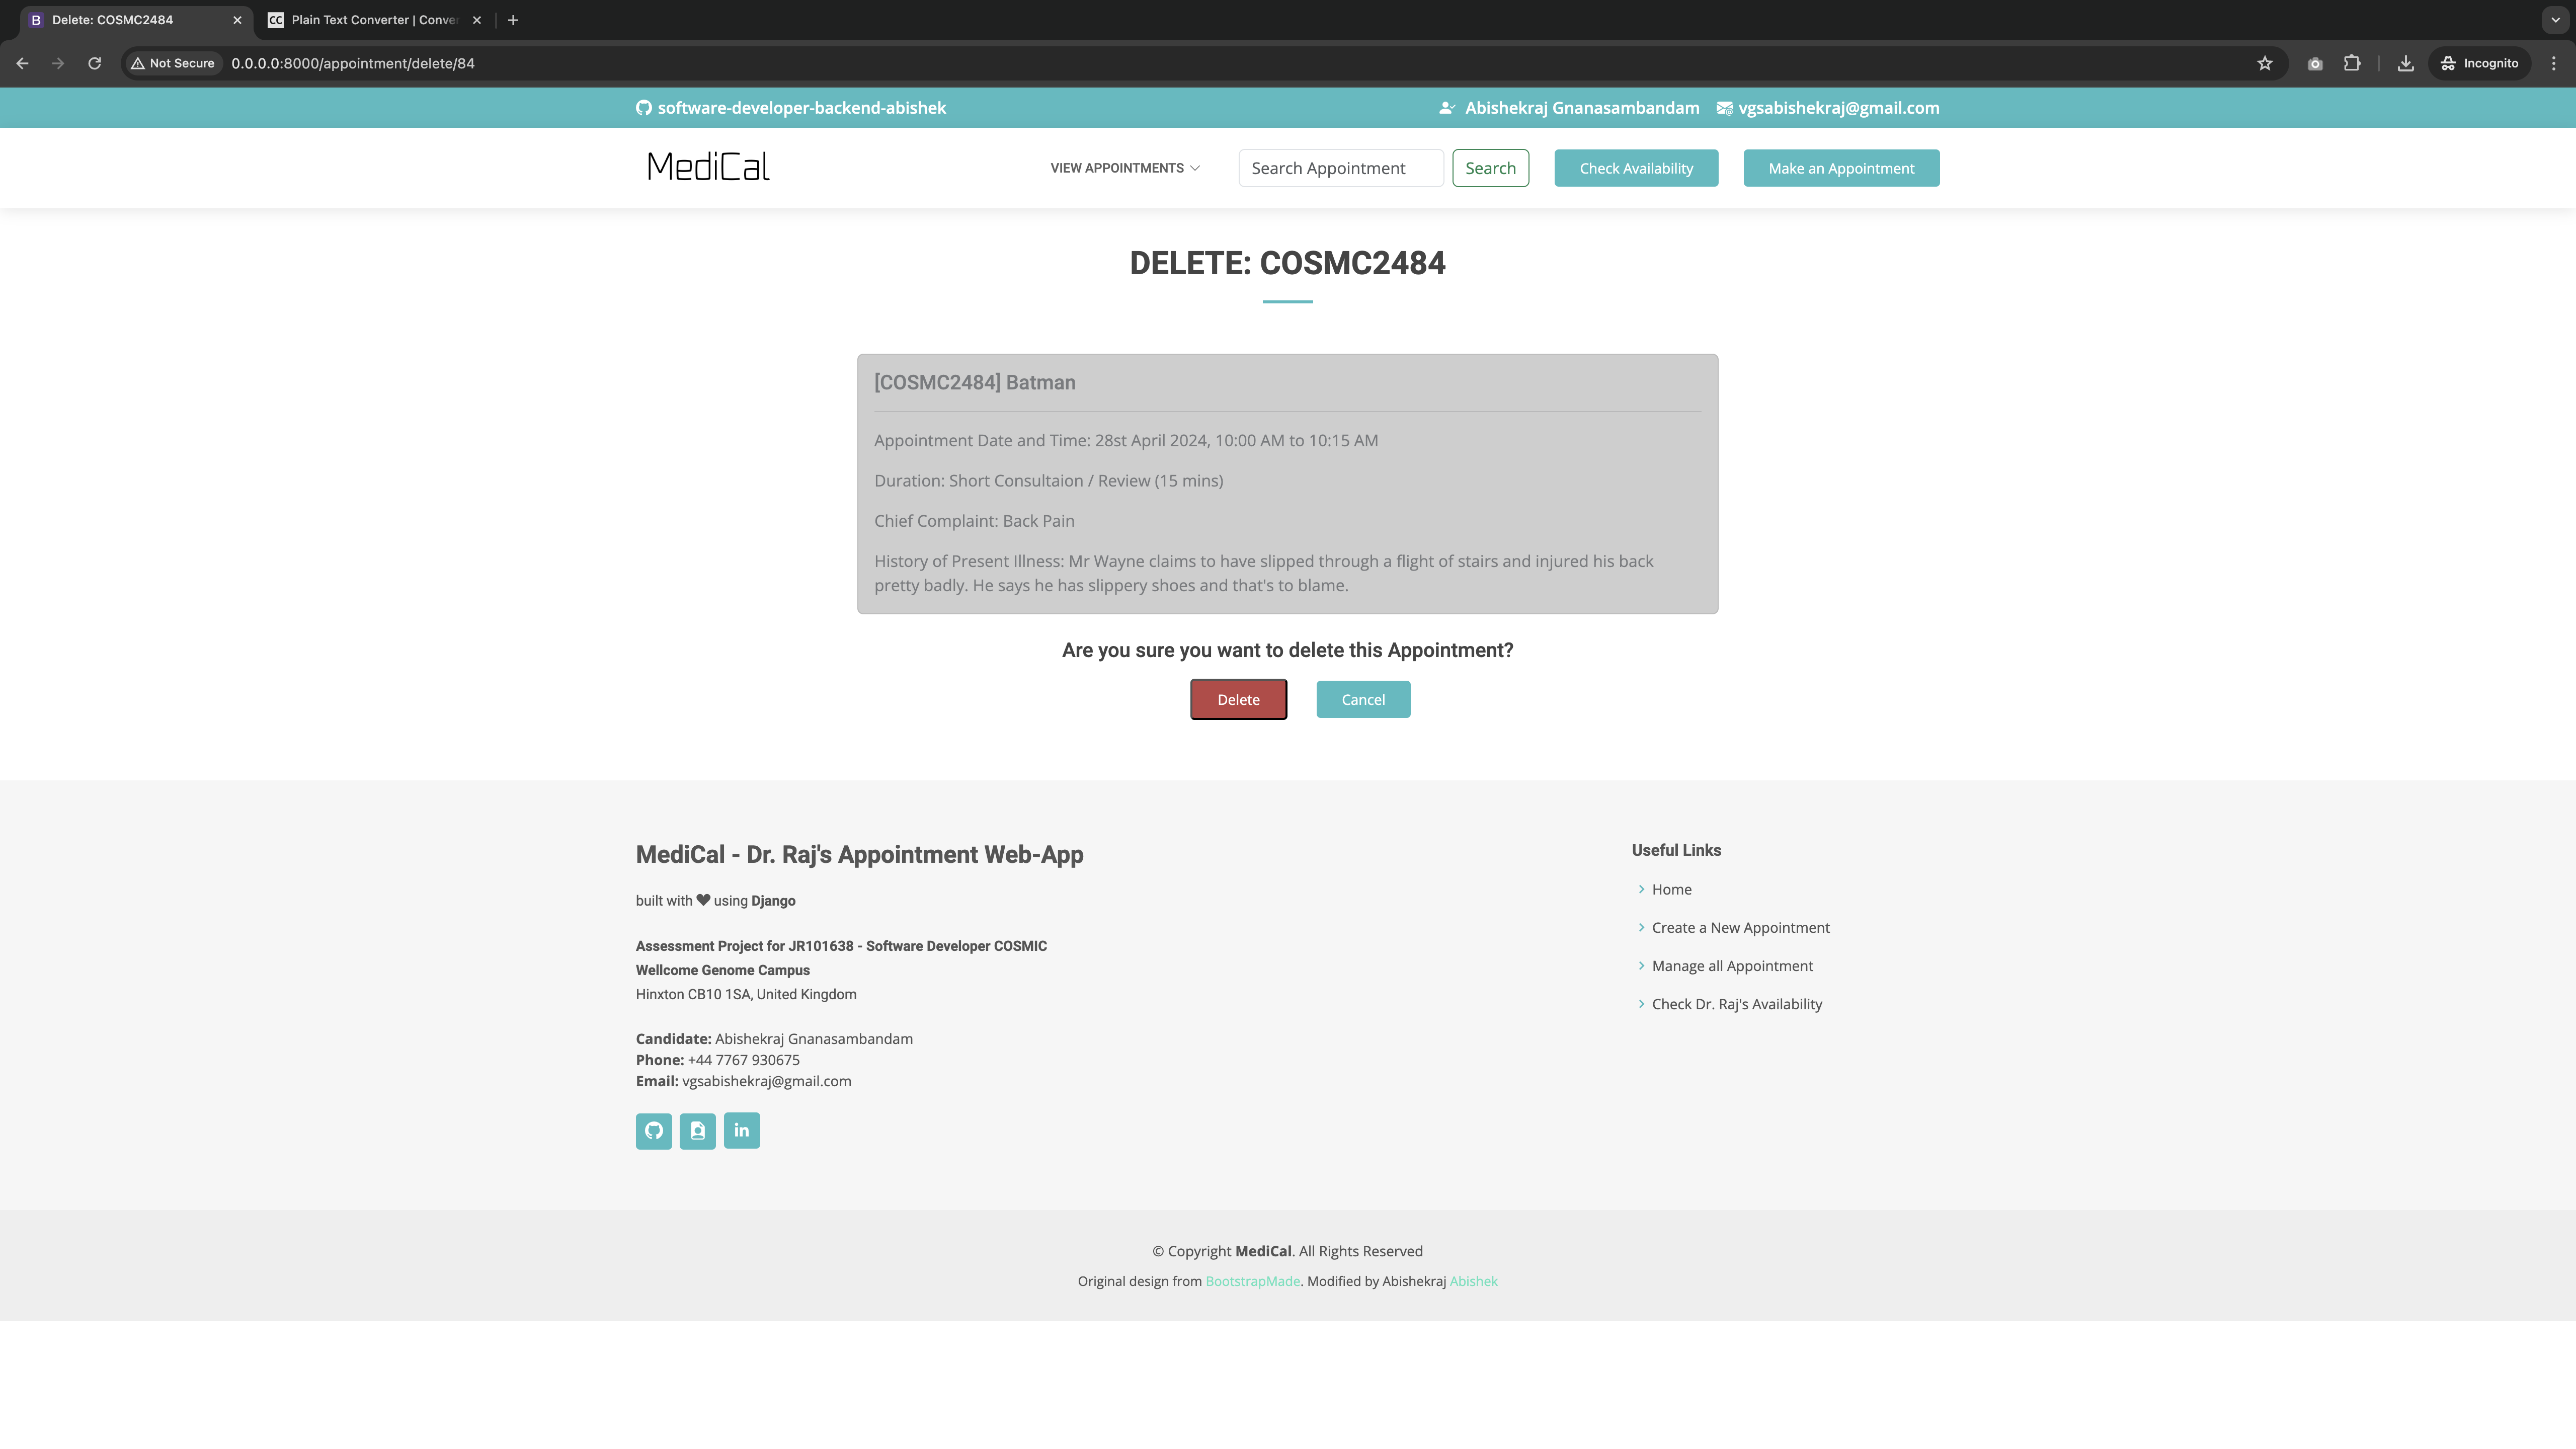 Delete: COSMC2484
Plain Text Converter | Conver
Not Secure 0.0.0.0:8000/appointment/delete/84 Incognito
software-developer-backend-abishek Abishekraj Gnanasambandam vgsabishekraj@gmail.com
MediCal VIEW APPOINTMENTS Search Appointment Search Check Availability Make an Appointment
DELETE: COSMC2484
[COSMC2484] Batman
Appointment Date and Time: 28st April 2024, 10:00 AM to 10:15 AM
Duration: Short Consultaion / Review (15 mins)
Chief Complaint: Back Pain
History of Present Illness: Mr Wayne claims to have slipped through a flight of stairs and injured his back
pretty badly. He says he has slippery shoes and that's to blame.
Are you sure you want to delete this Appointment?
Delete Cancel
MediCal - Dr. Raj's Appointment Web-App
built with ♥ using Django
Assessment Project for JR101638 - Software Developer COSMIC
Wellcome Genome Campus
Hinxton CB10 1SA, United Kingdom
Candidate: Abishekraj Gnanasambandam
Phone: +44 7767 930675
Email: vgsabishekraj@gmail.com
Useful Links
Home
Create a New Appointment
Manage all Appointment
Check Dr. Raj's Availability
© Copyright MediCal. All Rights Reserved
Original design from BootstrapMade. Modified by Abishekraj Abishek